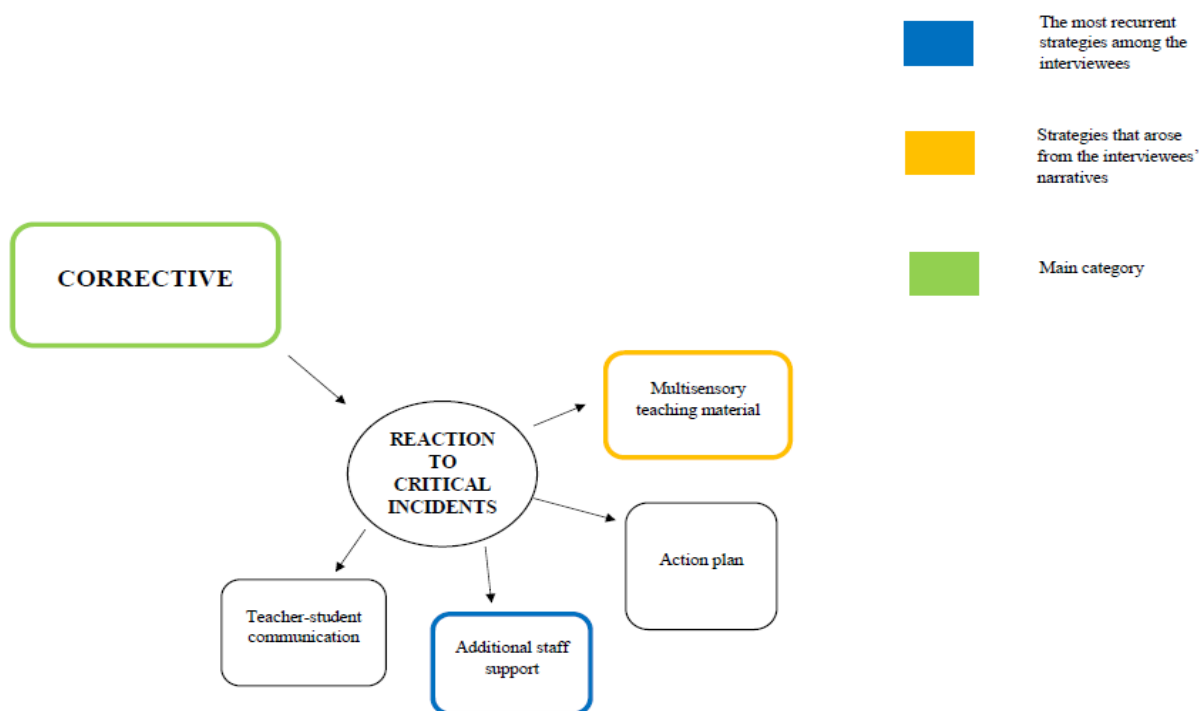 The most recurrent
strategies among the
interviewees
Strategies that arose
from the interviewees’
narratives
Main category
CORRECTIVE
Multisensory
teaching material
REACTION
TO
CRITICAL
INCIDENTS
Action plan
Teacher-student
communication
Additional staff
support